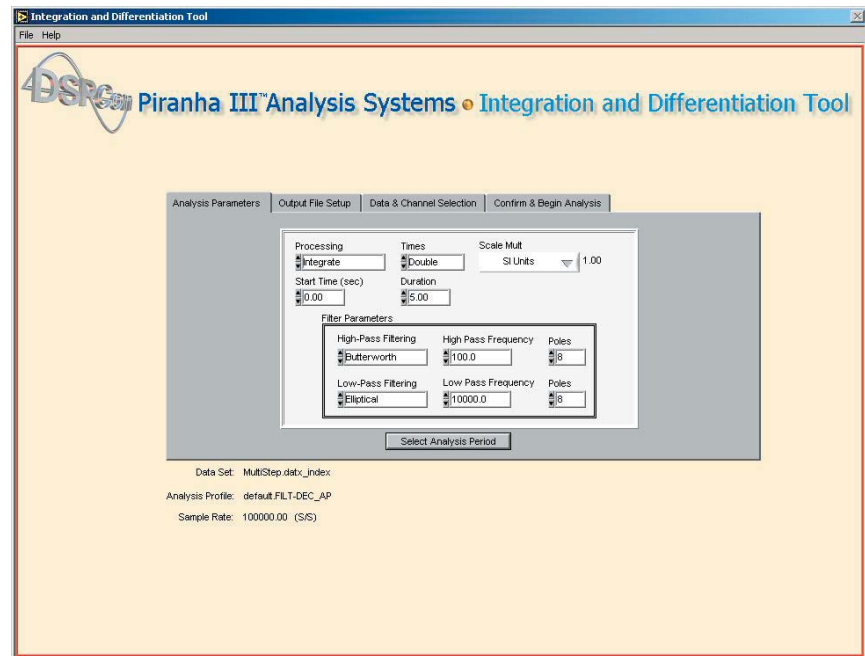 Integration and Differentiation Tool
File Help
DSPCon Piranha III™ Analysis Systems • Integration and Differentiation Tool
Analysis Parameters Output File Setup Data & Channel Selection Confirm & Begin Analysis
Processing Times Scale Mult
Integrate Double SI Units 1.00
Start Time (sec) Duration
0.00 5.00
Filter Parameters
High-Pass Filtering High Pass Frequency Poles
Butterworth 100.0 8
Low-Pass Filtering Low Pass Frequency Poles
Elliptical 10000.0 8
Select Analysis Period
Data Set: MultiStep.datx_index
Analysis Profile: default.FILT-DEC_AP
Sample Rate: 100000.00 (S/S)